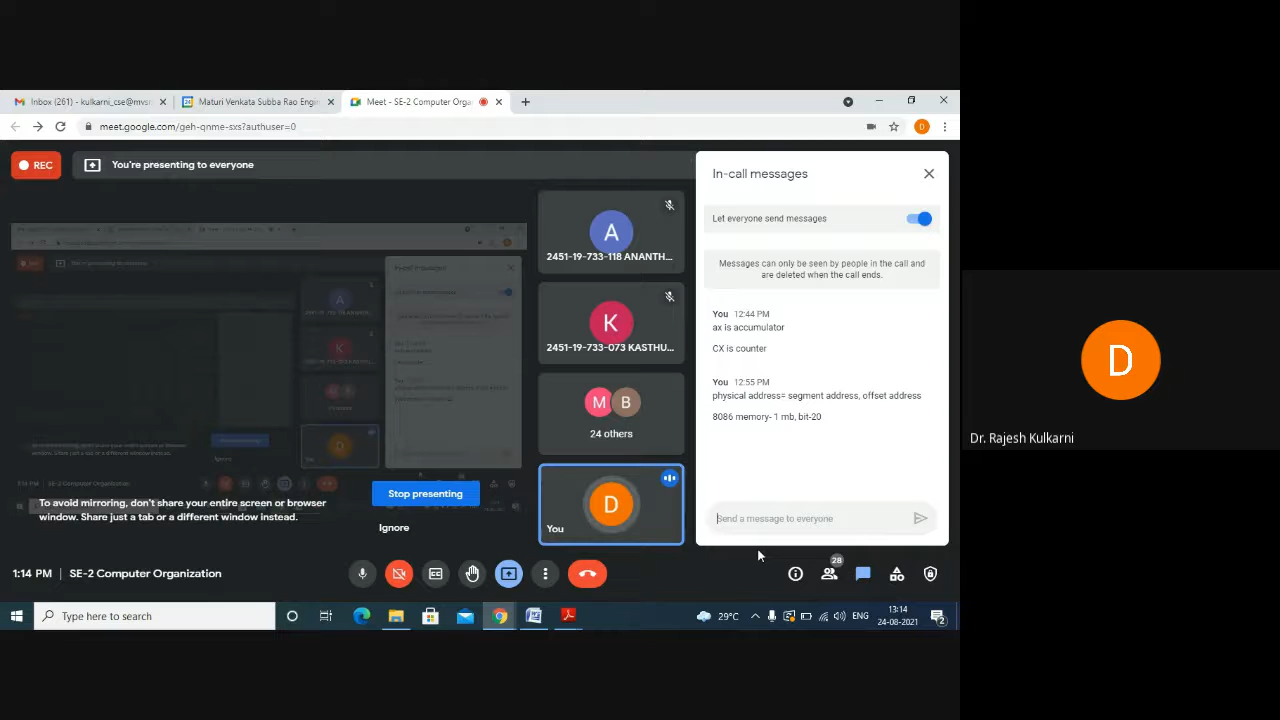 Inbox (261) - kulkarni_cse@mvsr
Maturi Venkata Subba Rao Engin
Meet - SE-2 Computer Orga
meet.google.com/geh-qnme-sxs?authuser=0
D
REC
You're presenting to everyone
In-call messages
Let everyone send messages
Messages can only be seen by people in the call and
are deleted when the call ends.
A
2451-19-733-118 ANANTH...
K
2451-19-733-073 KASTHU...
M B
24 others
D
You
You 12:44 PM
ax is accumulator
CX is counter
You 12:55 PM
physical address= segment address, offset address
8086 memory- 1 mb, bit-20
Send a message to everyone
To avoid mirroring, don't share your entire screen or browser
window. Share just a tab or a different window instead.
Stop presenting
Ignore
1:14 PM | SE-2 Computer Organization
28
Type here to search
29°C
ENG
13:14
24-08-2021
2
D
Dr. Rajesh Kulkarni